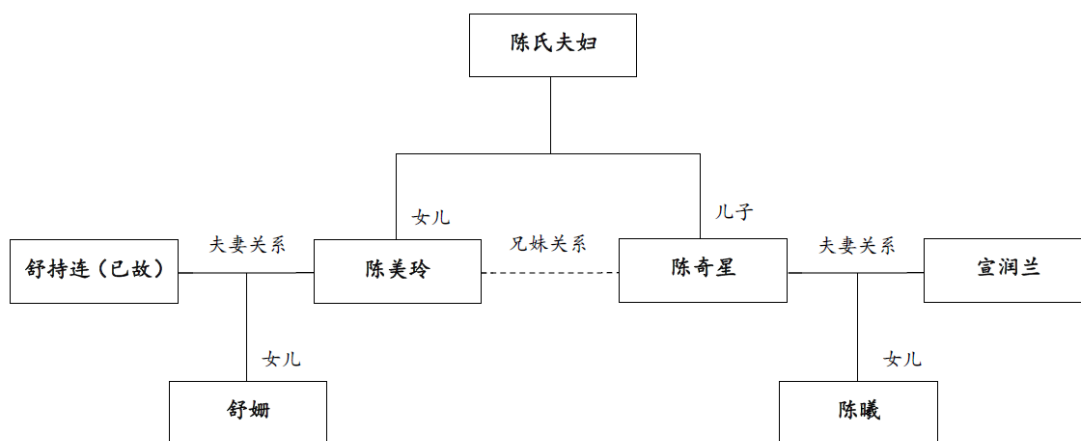 陈氏夫妇
女儿
儿子
夫妻关系
兄妹关系
夫妻关系
舒持连（已故）
陈美玲
陈奇星
宣润兰
女儿
女儿
舒姗
陈曦